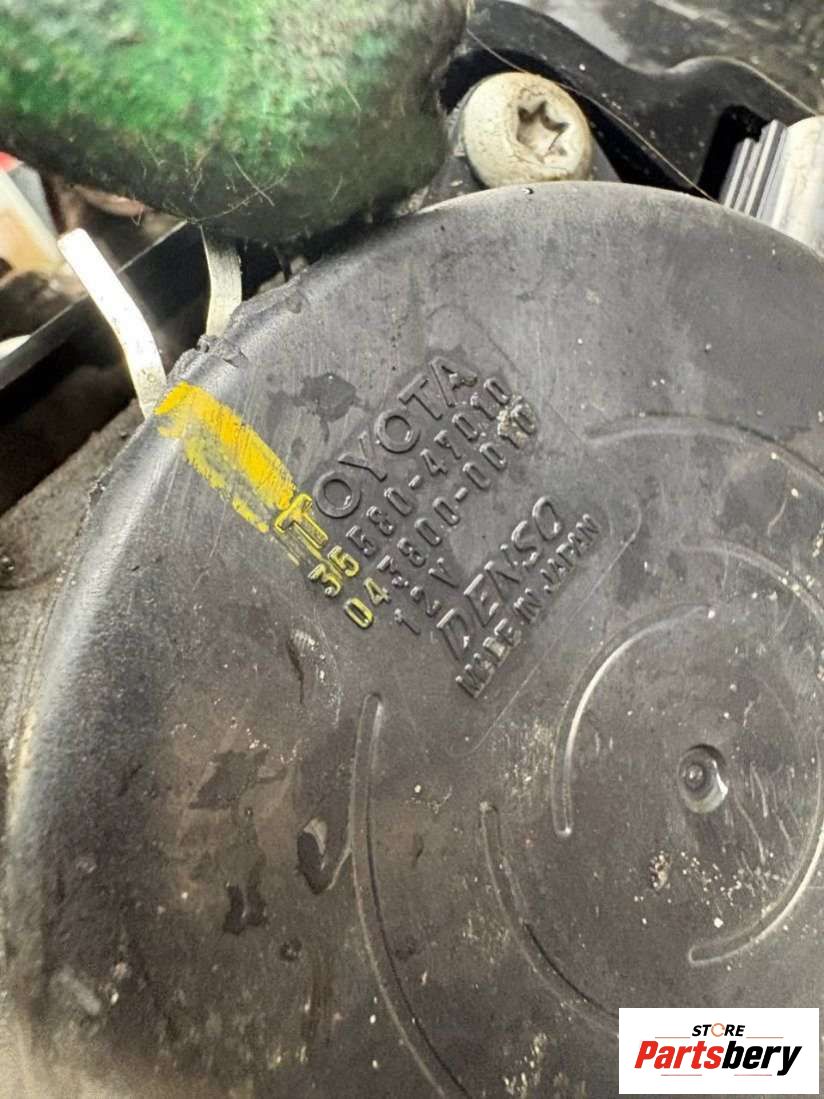 TOYOTA
35580-47010
043800-0010
12V
DENSO
MADE IN JAPAN
STORE
Partsbery